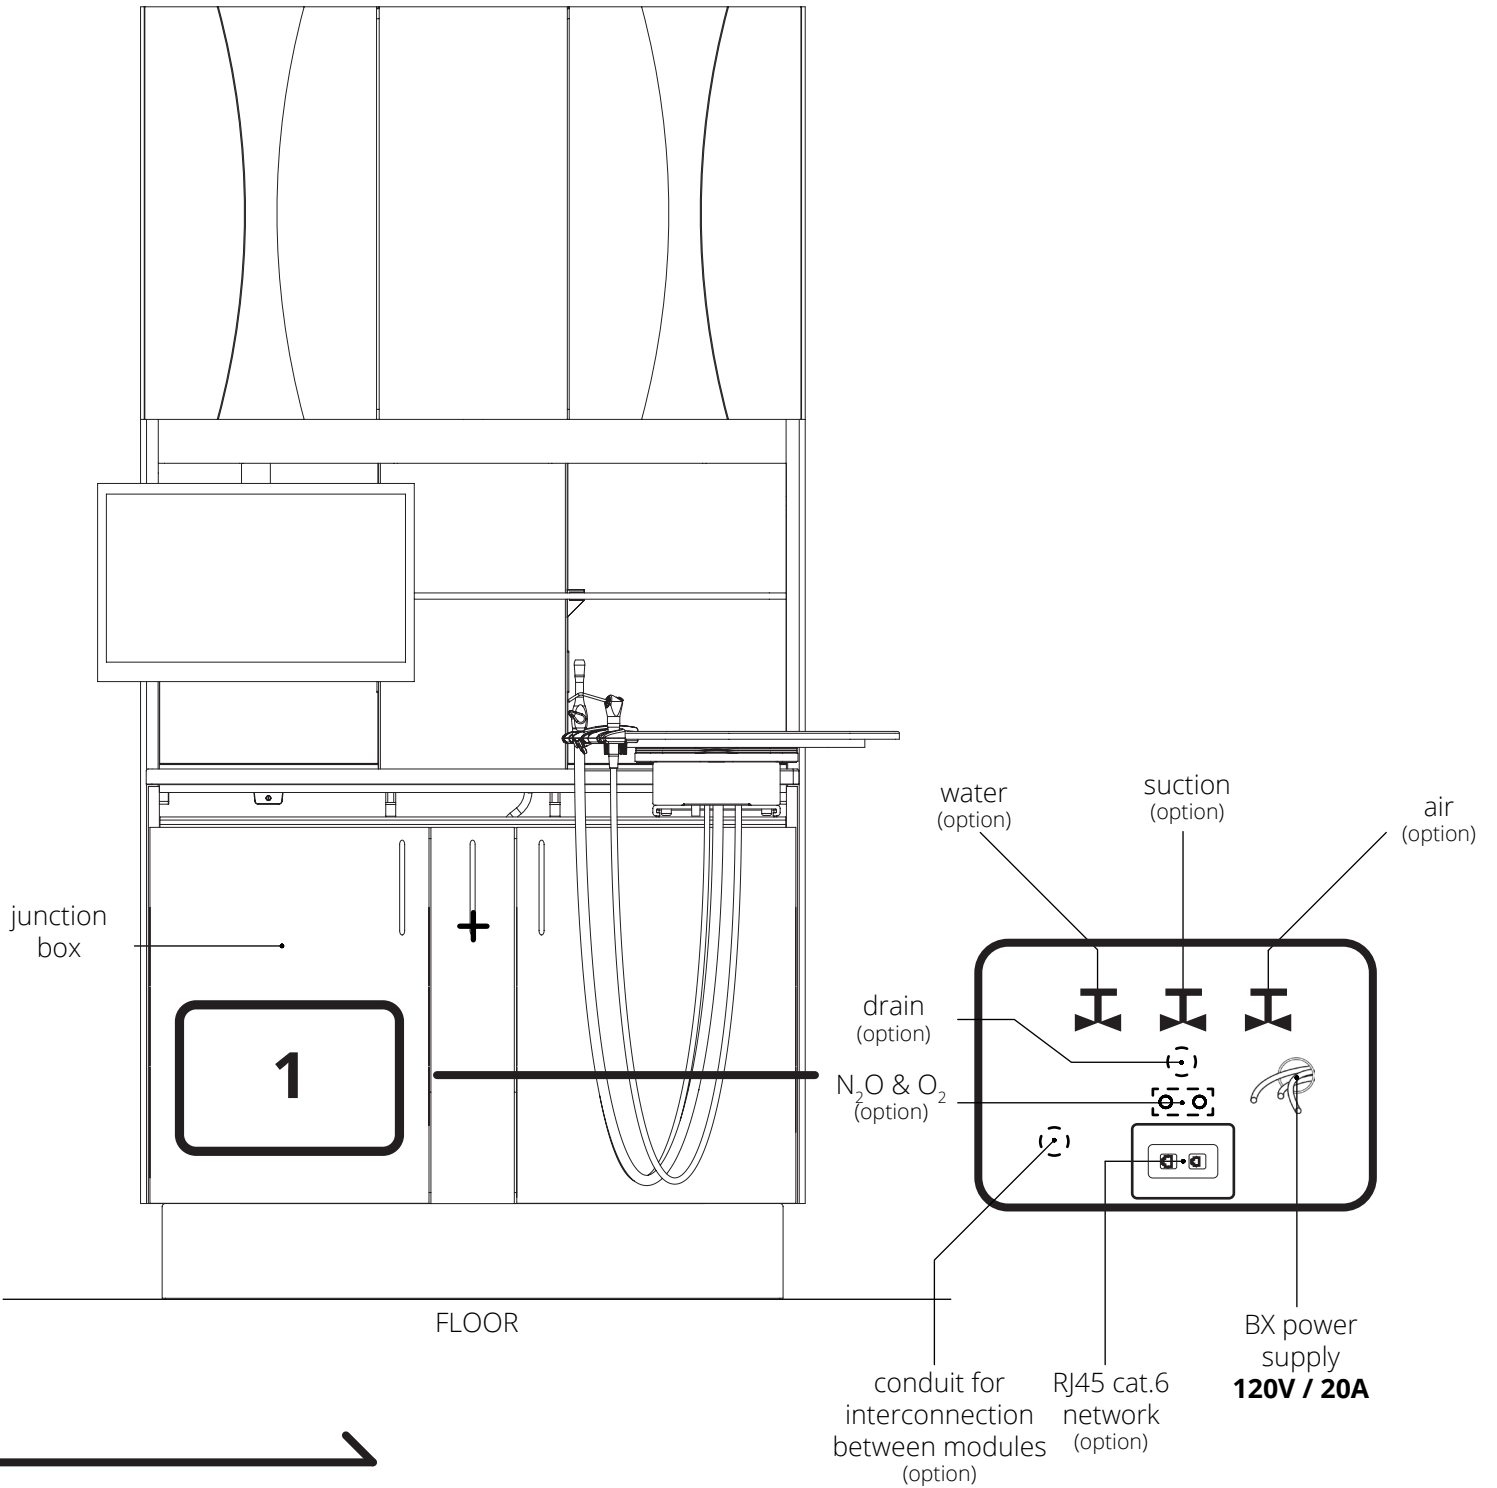 water
(option)
suction
(option)
air
(option)
junction
box
drain
(option)
N₂O & O₂
(option)
1
FLOOR
BX power
supply
120V / 20A
conduit for
interconnection
between modules
(option)
RJ45 cat.6
network
(option)